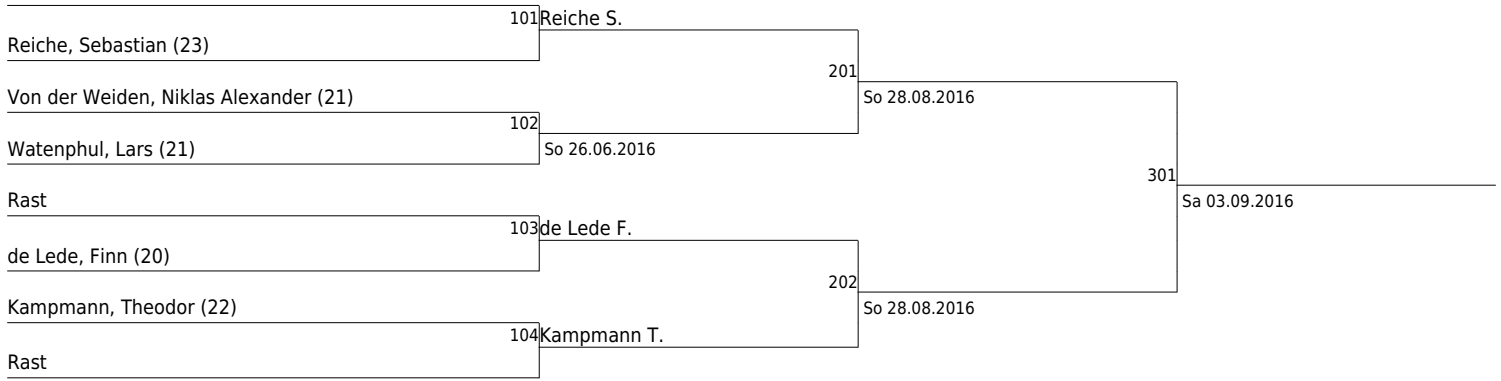 101 Reiche S.
Reiche, Sebastian (23)
201
Von der Weiden, Niklas Alexander (21)
So 28.08.2016
102
Watenphul, Lars (21)
So 26.06.2016
301
Rast
Sa 03.09.2016
103 de Lede F.
de Lede, Finn (20)
202
Kampmann, Theodor (22)
So 28.08.2016
104 Kampmann T.
Rast